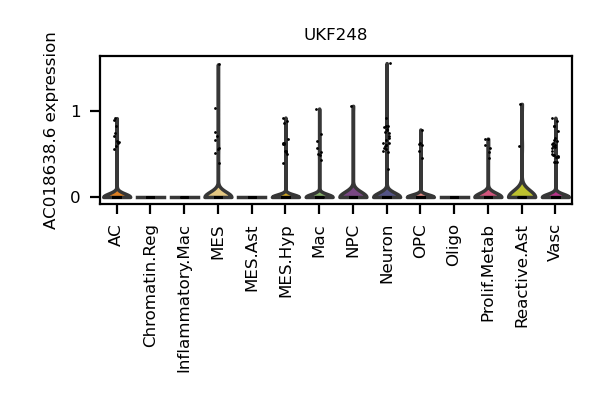 UKF248
AC018638.6 expression
1
0
AC
Chromatin.Reg
Inflammatory.Mac
MES
MES.Ast
MES.Hyp
Mac
NPC
Neuron
OPC
Oligo
Prolif.Metab
Reactive.Ast
Vasc